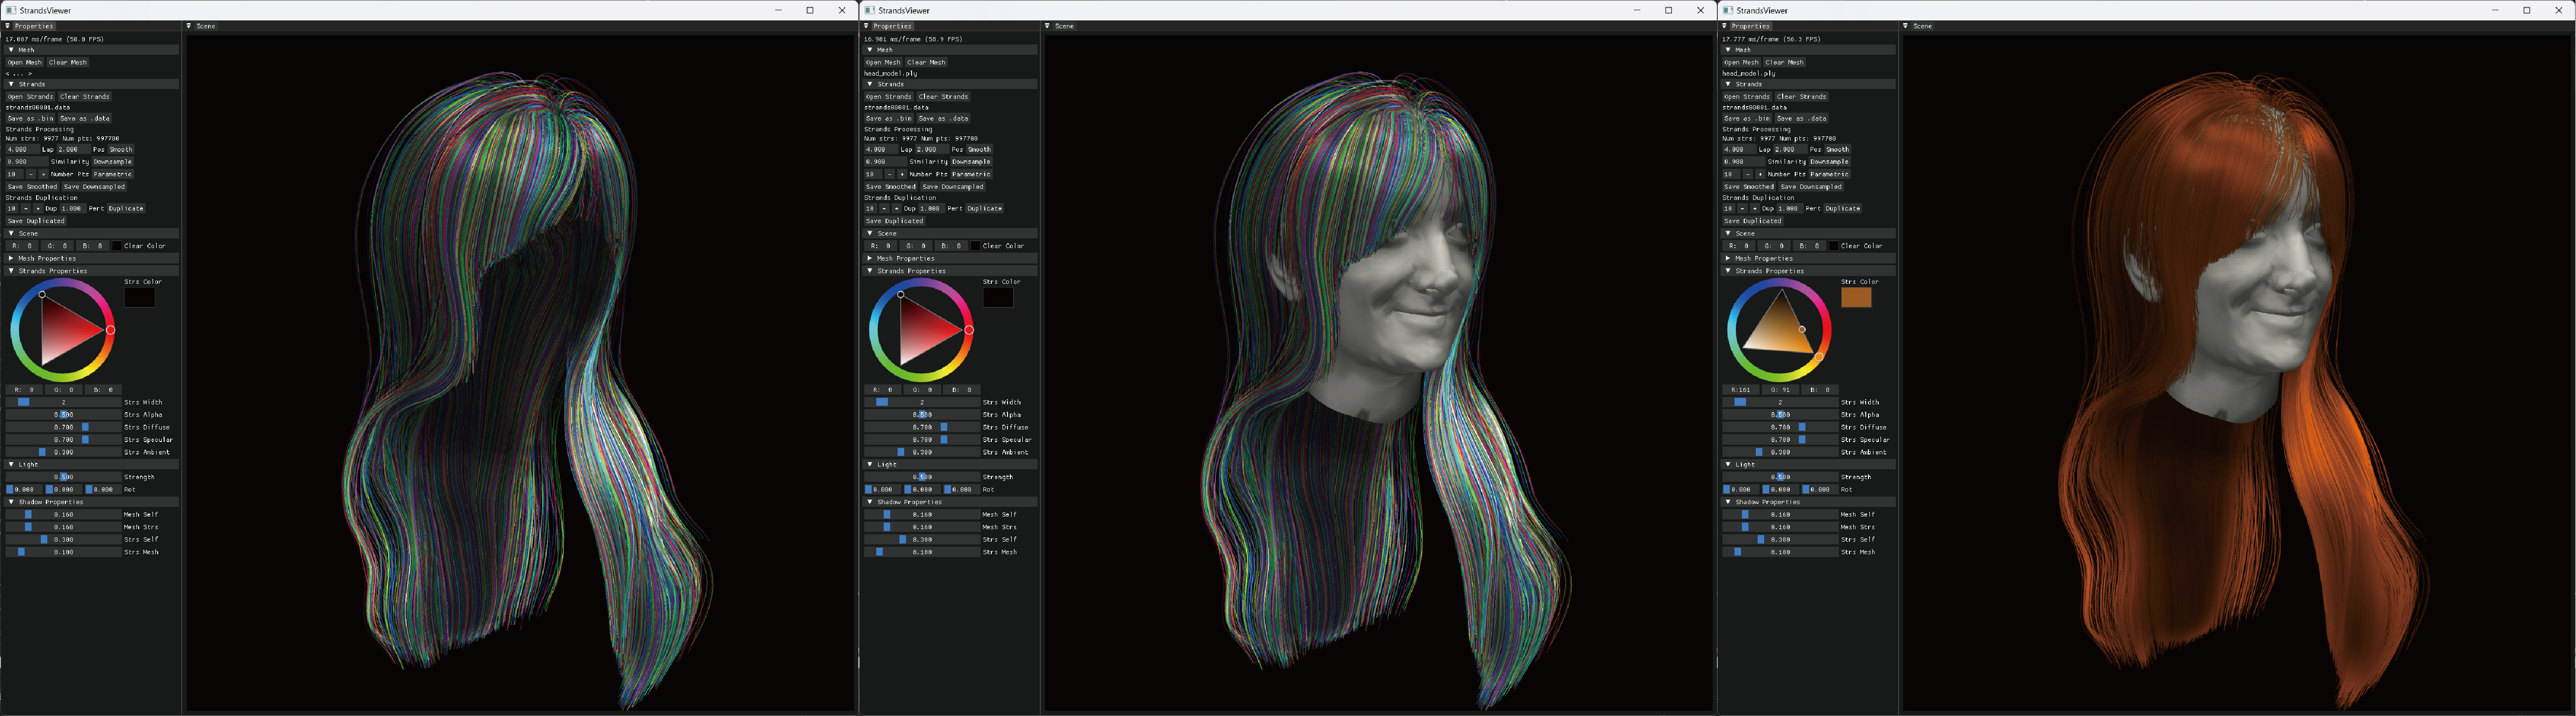 StrandsViewer
Properties
Scene
17.007 ms/frame (58.8 FPS)
Mesh
Open Mesh Clear Mesh
< ... >
Strands
Open Strands Clear Strands
strands00001.data
Save as .bin Save as .data
Strands Processing
Num strs: 9977 Num pts: 997700
4.000 Lap 2.000 Pos Smooth
0.900 Similarity Downsample
10 - + Number Pts Parametric
Save Smoothed Save Downsampled
Strands Duplication
10 - + Dup 1.000 Pert Duplicate
Save Duplicated
Scene
R: 0 G: 0 B: 0 Clear Color
Mesh Properties
Strands Properties
Strs Color
R: 0 G: 0 B: 0
2 Strs Width
0.500 Strs Alpha
0.700 Strs Diffuse
0.700 Strs Specular
0.300 Strs Ambient
Light
0.500 Strength
0.000 0.000 0.000 Rot
Shadow Properties
0.160 Mesh Self
0.160 Mesh Strs
0.300 Strs Self
0.100 Strs Mesh
StrandsViewer
Properties
Scene
16.981 ms/frame (58.9 FPS)
Mesh
Open Mesh Clear Mesh
head_model.ply
Strands
Open Strands Clear Strands
strands00001.data
Save as .bin Save as .data
Strands Processing
Num strs: 9977 Num pts: 997700
4.000 Lap 2.000 Pos Smooth
0.900 Similarity Downsample
10 - + Number Pts Parametric
Save Smoothed Save Downsampled
Strands Duplication
10 - + Dup 1.000 Pert Duplicate
Save Duplicated
Scene
R: 0 G: 0 B: 0 Clear Color
Mesh Properties
Strands Properties
Strs Color
R: 0 G: 0 B: 0
2 Strs Width
0.500 Strs Alpha
0.700 Strs Diffuse
0.700 Strs Specular
0.300 Strs Ambient
Light
0.500 Strength
0.000 0.000 0.000 Rot
Shadow Properties
0.160 Mesh Self
0.160 Mesh Strs
0.300 Strs Self
0.100 Strs Mesh
StrandsViewer
Properties
Scene
17.777 ms/frame (56.3 FPS)
Mesh
Open Mesh Clear Mesh
head_model.ply
Strands
Open Strands Clear Strands
strands00001.data
Save as .bin Save as .data
Strands Processing
Num strs: 9977 Num pts: 997700
4.000 Lap 2.000 Pos Smooth
0.900 Similarity Downsample
10 - + Number Pts Parametric
Save Smoothed Save Downsampled
Strands Duplication
10 - + Dup 1.000 Pert Duplicate
Save Duplicated
Scene
R: 0 G: 0 B: 0 Clear Color
Mesh Properties
Strands Properties
Strs Color
R:161 G: 91 B: 0
2 Strs Width
0.500 Strs Alpha
0.700 Strs Diffuse
0.700 Strs Specular
0.300 Strs Ambient
Light
0.500 Strength
0.000 0.000 0.000 Rot
Shadow Properties
0.160 Mesh Self
0.160 Mesh Strs
0.300 Strs Self
0.100 Strs Mesh